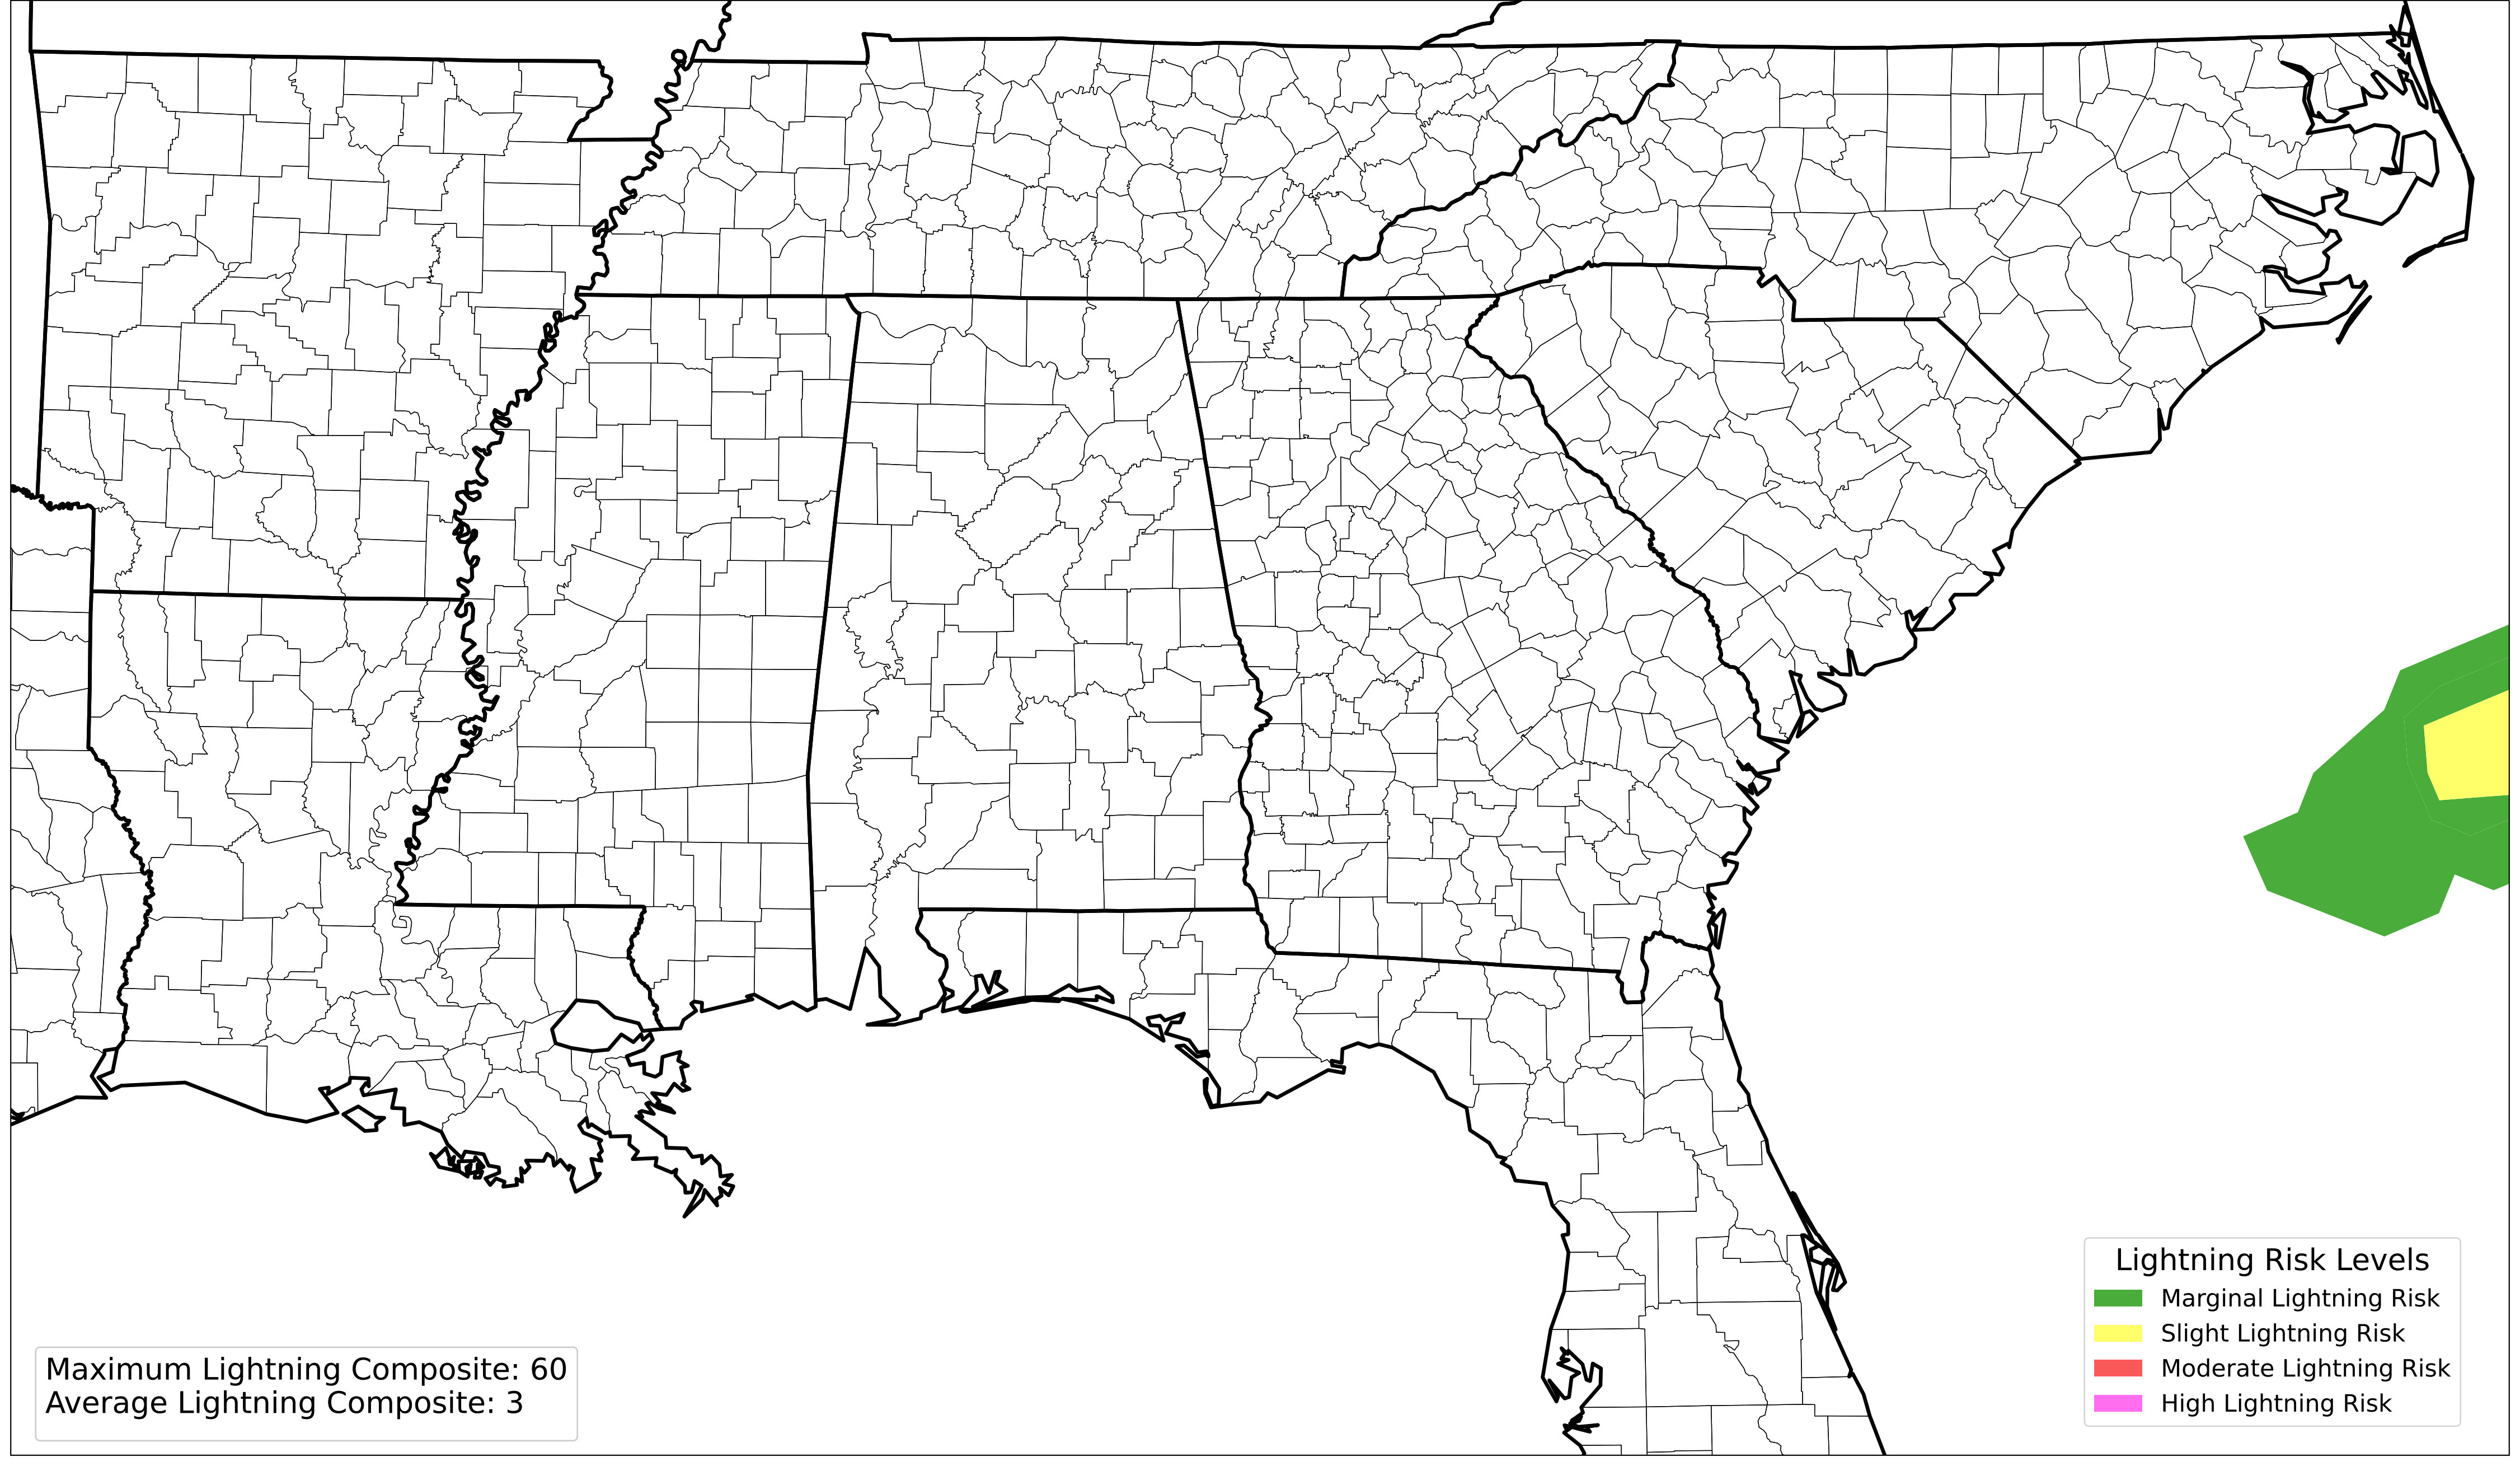 Maximum Lightning Composite: 60
Average Lightning Composite: 3
Lightning Risk Levels
Marginal Lightning Risk
Slight Lightning Risk
Moderate Lightning Risk
High Lightning Risk